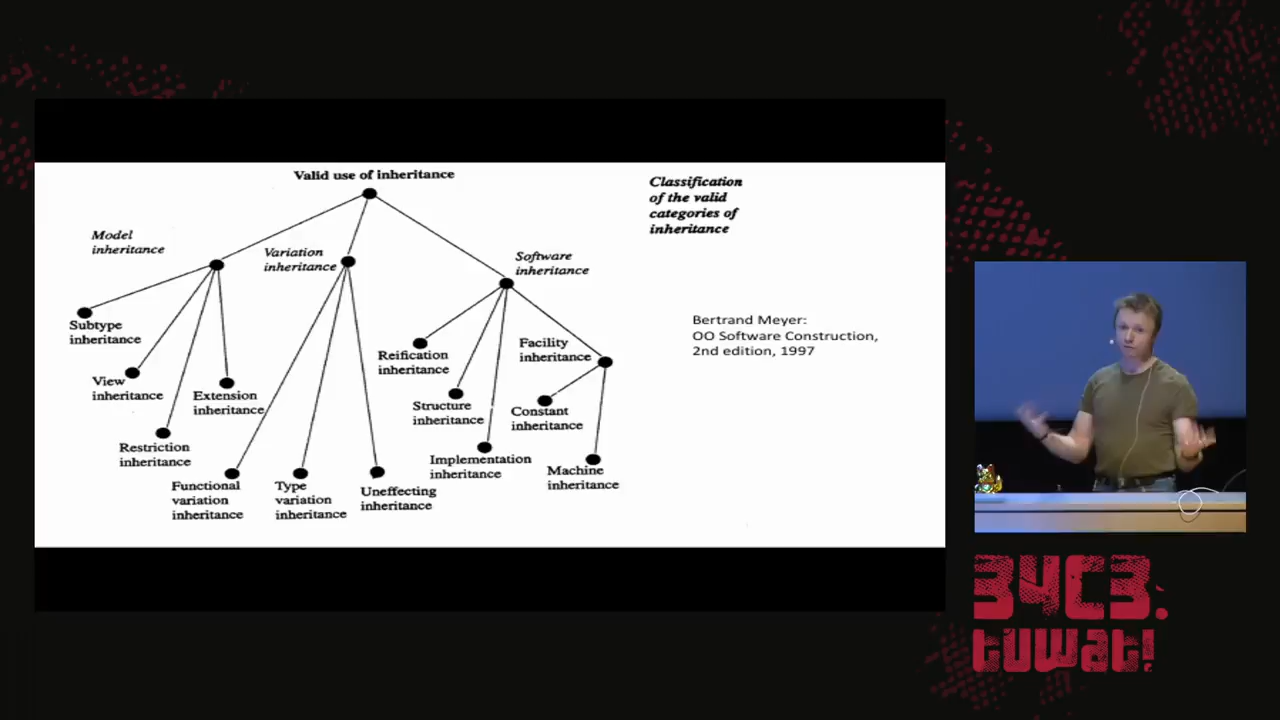 Valid use of inheritance
Classification
of the valid
categories of
inheritance
Model
inheritance
Variation
inheritance
Software
inheritance
Subtype
inheritance
View
inheritance
Extension
inheritance
Restriction
inheritance
Functional
variation
inheritance
Type
variation
inheritance
Uneffecting
inheritance
Reification
inheritance
Facility
inheritance
Structure
inheritance
Constant
inheritance
Implementation
inheritance
Machine
inheritance
Bertrand Meyer:
OO Software Construction,
2nd edition, 1997
34C3.
tuwat!